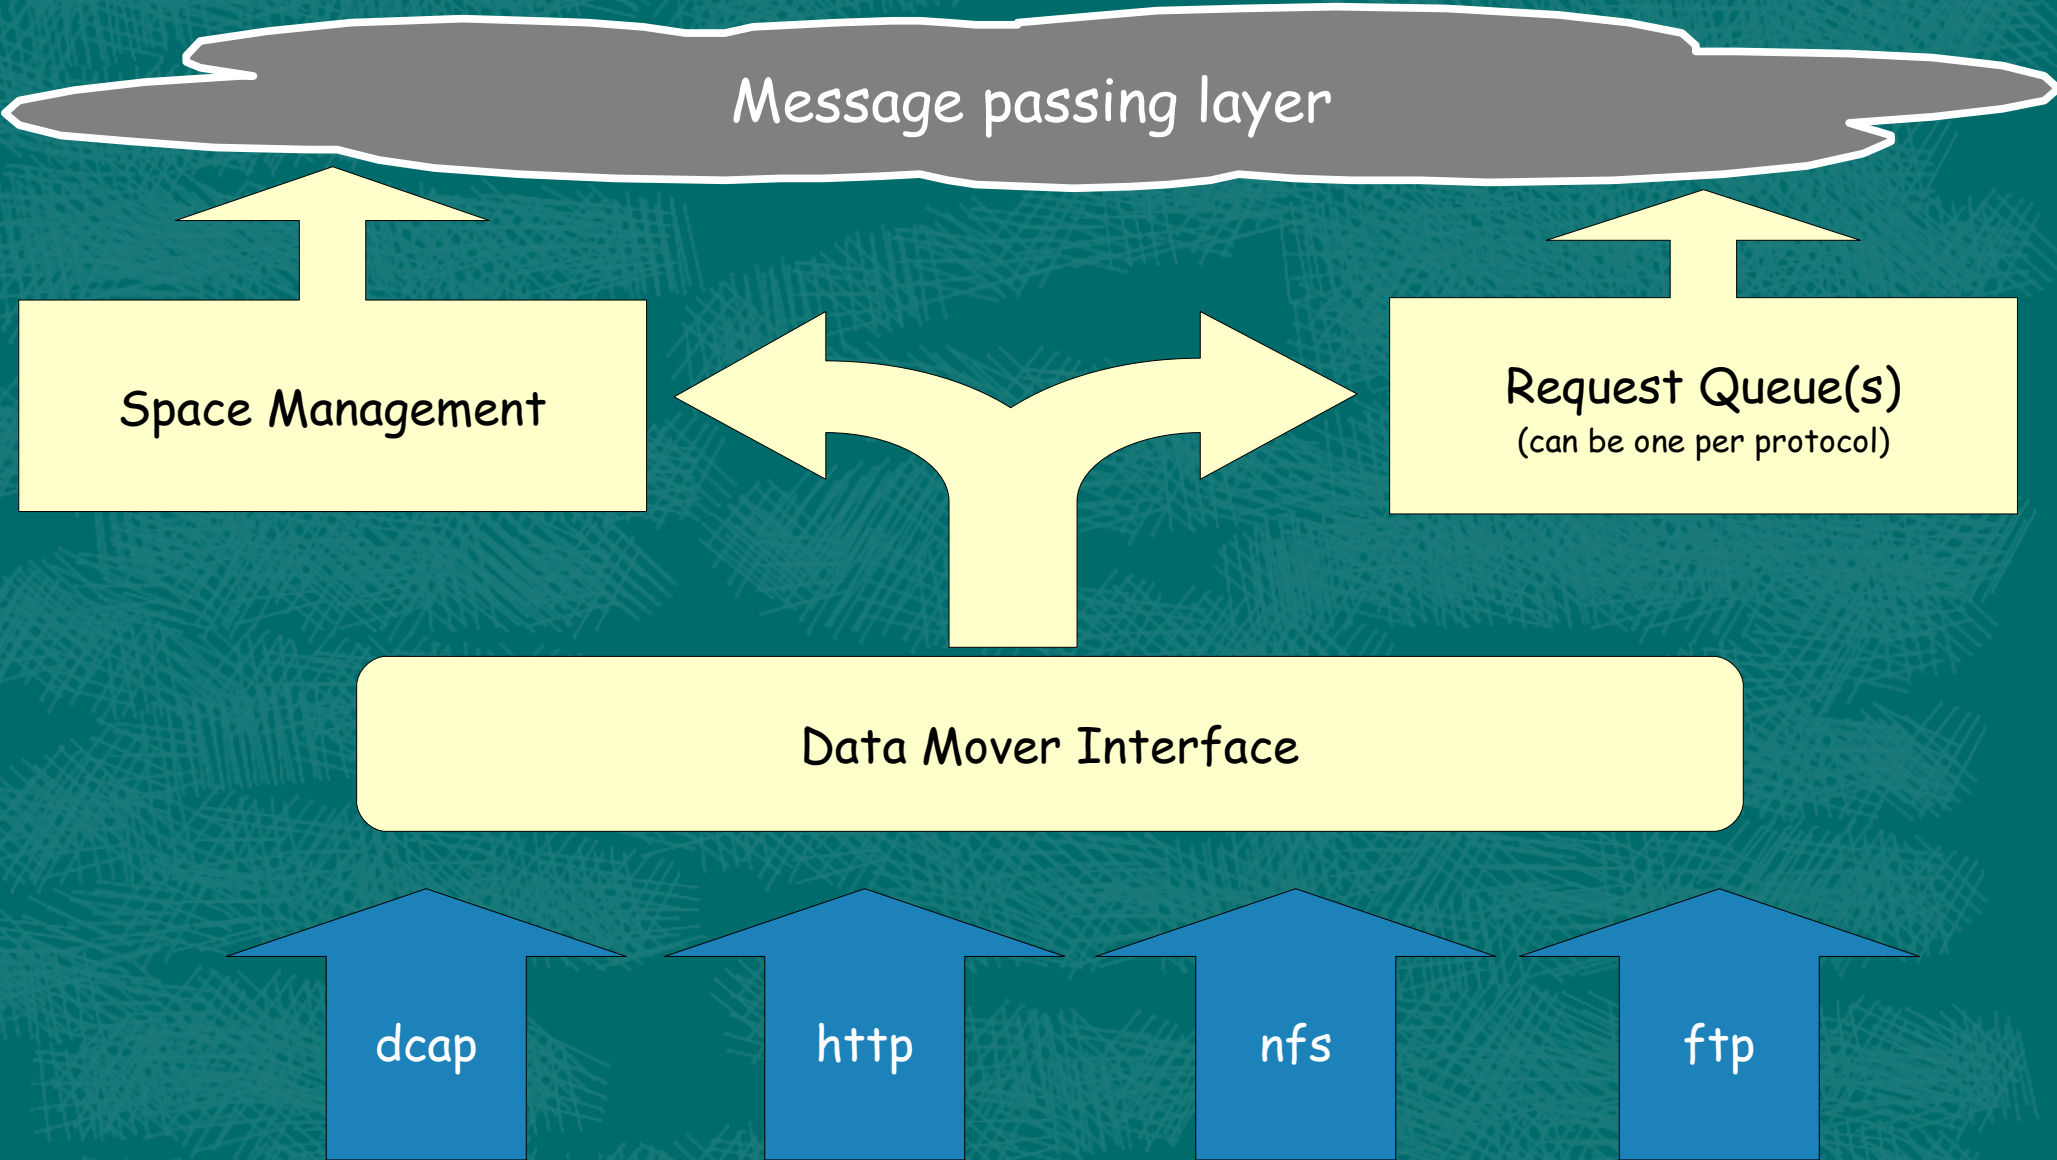 Message passing layer
Space Management
Request Queue(s)
(can be one per protocol)
Data Mover Interface
dcap
http
nfs
ftp